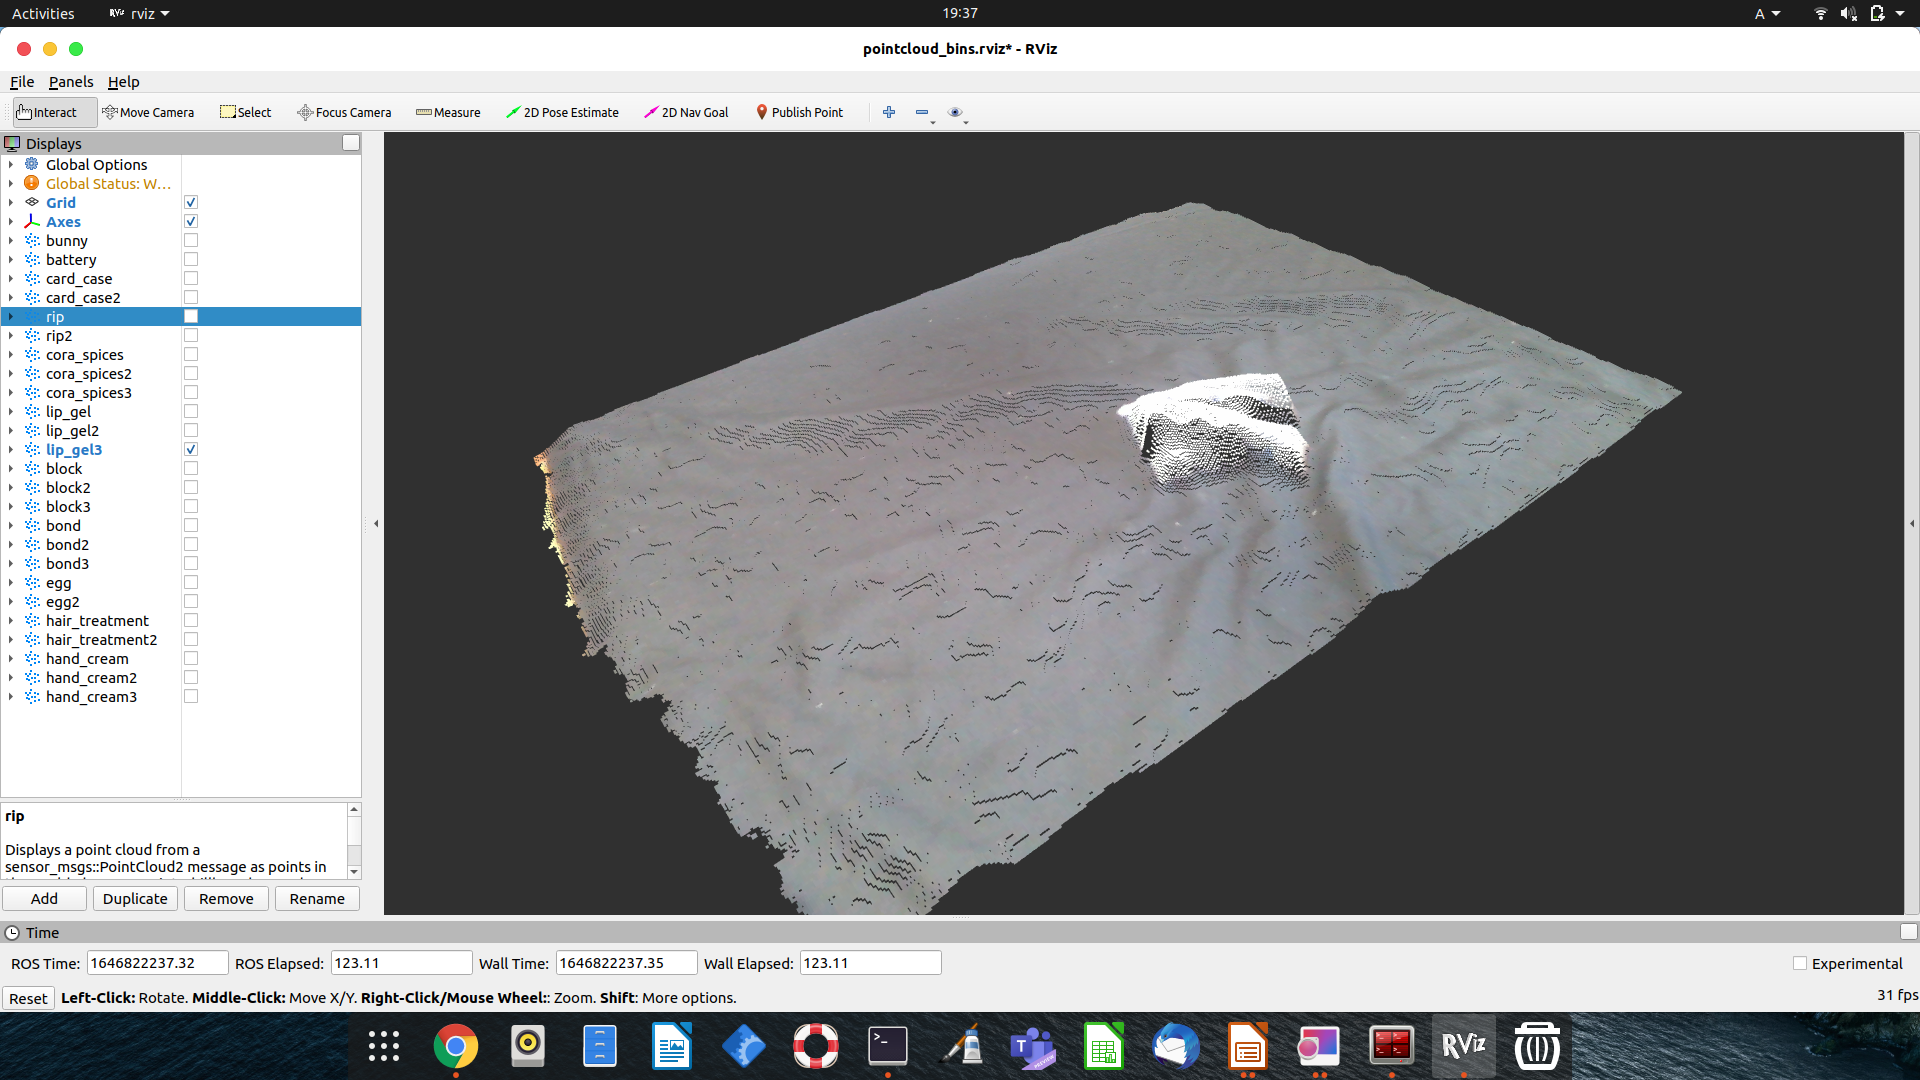 Activities RViz rviz 19:37 A
pointcloud_bins.rviz* - RViz
File Panels Help
Interact Move Camera Select Focus Camera Measure 2D Pose Estimate 2D Nav Goal Publish Point
Displays
Global Options
Global Status: W...
Grid
Axes
bunny
battery
card_case
card_case2
rip
rip2
cora_spices
cora_spices2
cora_spices3
lip_gel
lip_gel2
lip_gel3
block
block2
block3
bond
bond2
bond3
egg
egg2
hair_treatment
hair_treatment2
hand_cream
hand_cream2
hand_cream3
rip
Displays a point cloud from a
sensor_msgs::PointCloud2 message as points in
Add Duplicate Remove Rename
Time
ROS Time: 1646822237.32 ROS Elapsed: 123.11 Wall Time: 1646822237.35 Wall Elapsed: 123.11 Experimental
Reset Left-Click: Rotate. Middle-Click: Move X/Y. Right-Click/Mouse Wheel:: Zoom. Shift: More options. 31 fps
RViz